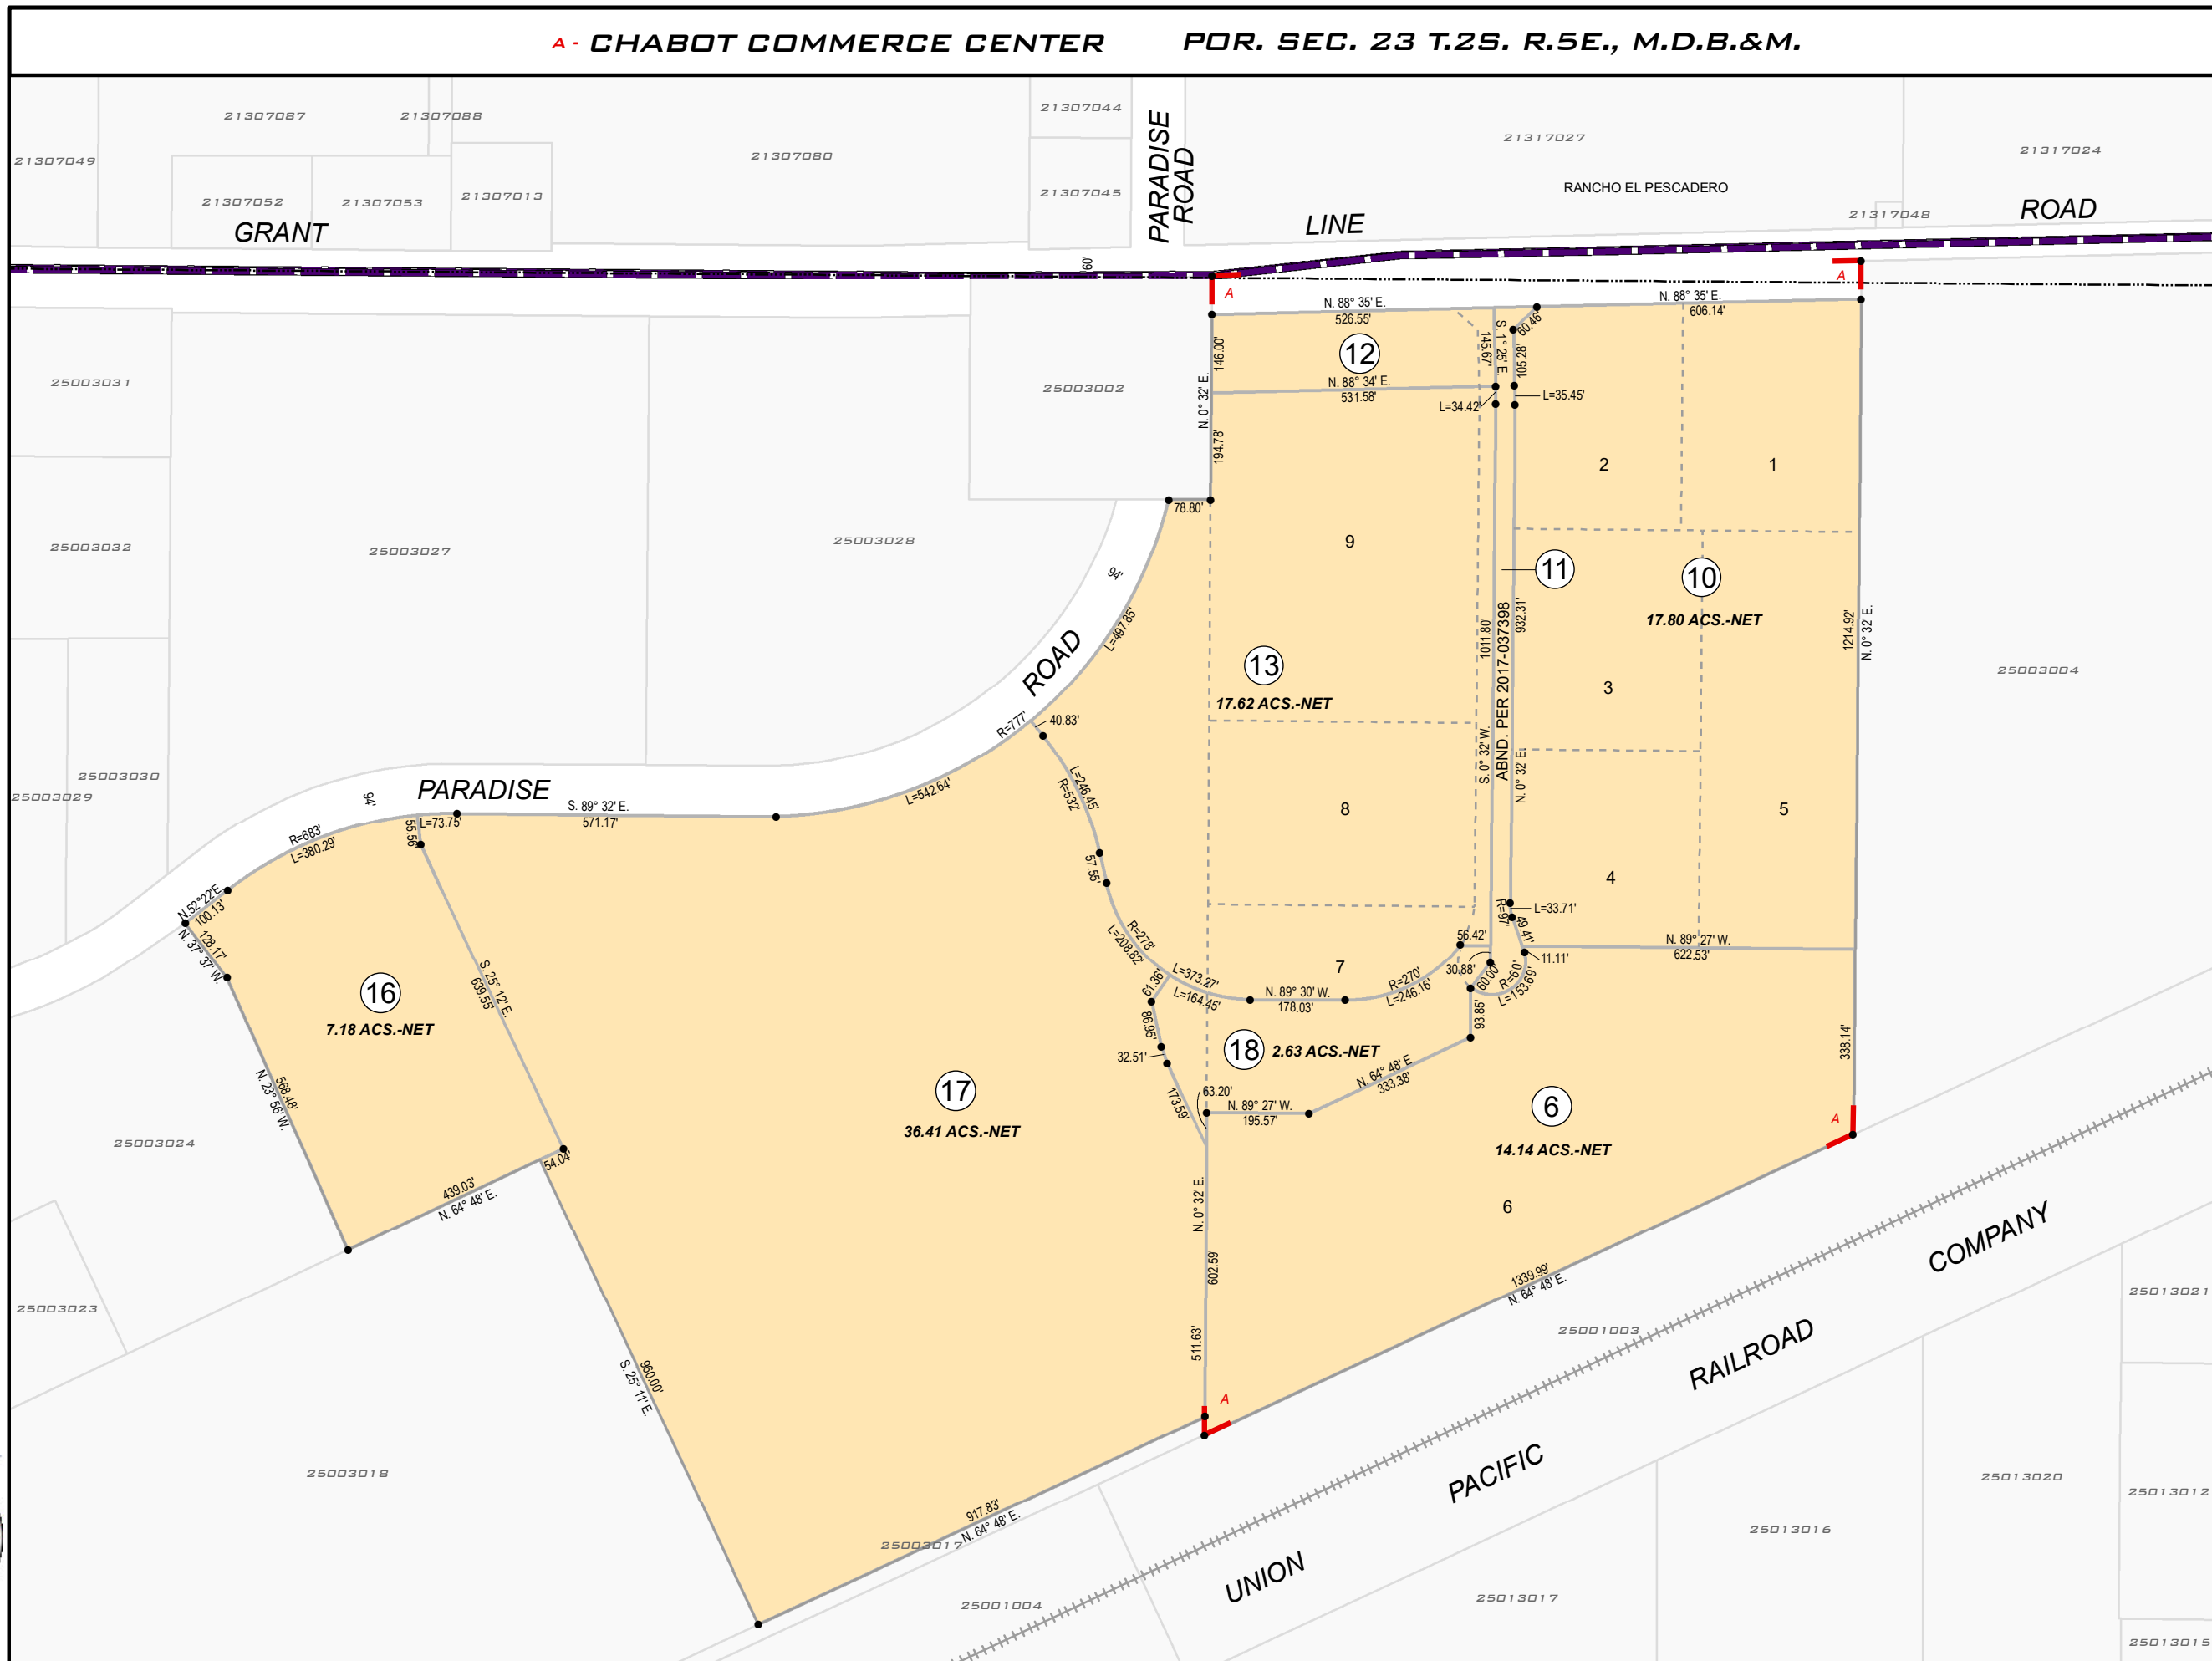 A - CHABOT COMMERCE CENTER POR. SEC. 23 T.2S. R.5E., M.D.B.&M.
21307049
21307087
21307088
21307052
21307053
21307013
21307080
21307044
21307045
PARADISE
ROAD
21317027
21317024
RANCHO EL PESCADERO
21317048
GRANT
LINE
ROAD
60'
A
A
N. 88° 35' E.
526.55'
N. 88° 35' E.
606.14'
60.46'
S. 1° 25' E.
145.67'
105.28'
146.00'
12
N. 88° 34' E.
531.58'
L=34.42'
L=35.45'
N. 0° 32' E.
194.78'
78.80'
25003031
25003002
25003032
25003027
25003028
25003030
25003029
2
1
9
11
10
17.80 ACS.-NET
1214.92'
N. 0° 32' E.
25003004
94'
L=497.85'
ROAD
13
17.62 ACS.-NET
1011.80'
S. 0° 32' W.
ABND. PER 2017-037398
932.31'
N. 0° 32' E.
3
R=777'
40.83'
L=246.45'
R=532'
57.55'
94'
PARADISE
S. 89° 32' E.
571.17'
L=542.64'
L=73.75'
55.56'
R=683'
L=380.29'
N.52°22'E.
100.13'
128.17'
N. 37° 37' W.
8
5
4
R=97'
L=33.71'
49.41'
N. 89° 27' W.
622.53'
11.11'
56.42'
30.88'
60.00'
R=60'
L=153.69'
R=278'
L=208.82'
L=373.27'
L=164.45'
61.36'
7
N. 89° 30' W.
178.03'
R=270'
L=246.16'
93.85'
86.95'
32.51'
173.59'
63.20'
18
2.63 ACS.-NET
N. 64° 48' E.
333.38'
N. 89° 27' W.
195.57'
338.14'
A
16
7.18 ACS.-NET
S. 25° 12' E.
639.55'
568.48'
N. 23° 56' W.
17
36.41 ACS.-NET
6
14.14 ACS.-NET
6
25003024
439.03'
N. 64° 48' E.
54.04'
N. 0° 32' E.
602.59'
511.63'
1339.99'
N. 64° 48' E.
25003023
960.00'
S. 25° 11' E.
A
25001003
COMPANY
RAILROAD
PACIFIC
UNION
25003018
917.83'
N. 64° 48' E.
25003017
25001004
25013021
25013020
25013012
25013016
25013017
25013015